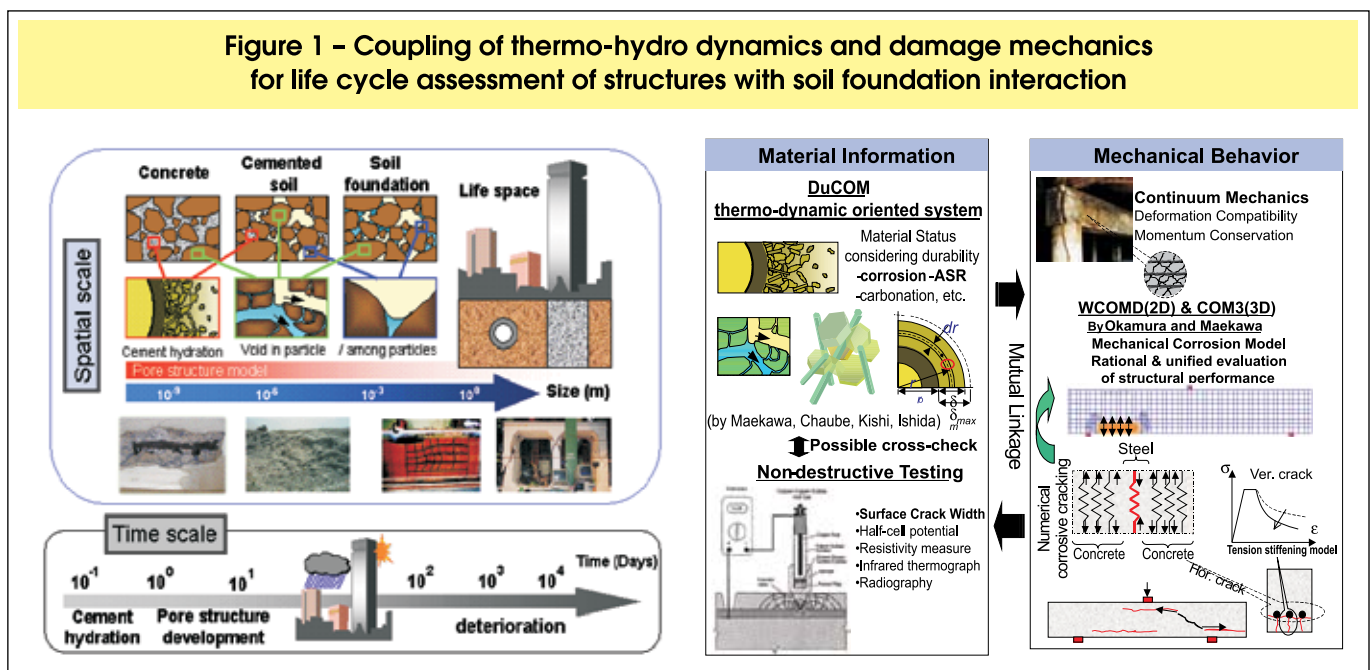 Figure 1 – Coupling of thermo-hydro dynamics and damage mechanics
for life cycle assessment of structures with soil foundation interaction
Spatial scale
Concrete
Cemented
soil
Soil
foundation
Life space
Cement hydration
Void in particle
/ among particles
Pore structure model
10⁻⁹
10⁻⁶
10⁻³
10⁰
Size (m)
Time scale
10⁻¹
10⁰
10¹
10²
10³
10⁴
Time (Days)
Cement
hydration
Pore structure
development
deterioration
Material Information
DuCOM
thermo-dynamic oriented system
Material Status
considering durability
-corrosion -ASR
-carbonation, etc.
dr
max
(by Maekawa, Chaube, Kishi, Ishida)
Possible cross-check
Non-destructive Testing
•Surface Crack Width
•Half-cell potential
•Resistivity measure
•Infrared thermograph
•Radiography
Mutual Linkage
Mechanical Behavior
Continuum Mechanics
Deformation Compatibility
Momentum Conservation
WCOMD(2D) & COM3(3D)
By Okamura and Maekawa
Mechanical Corrosion Model
Rational & unified evaluation
of structural performance
Steel
Numerical
corrosive cracking
Concrete
Concrete
σ
Ver. crack
ε
Tension stiffening model
Hor. crack